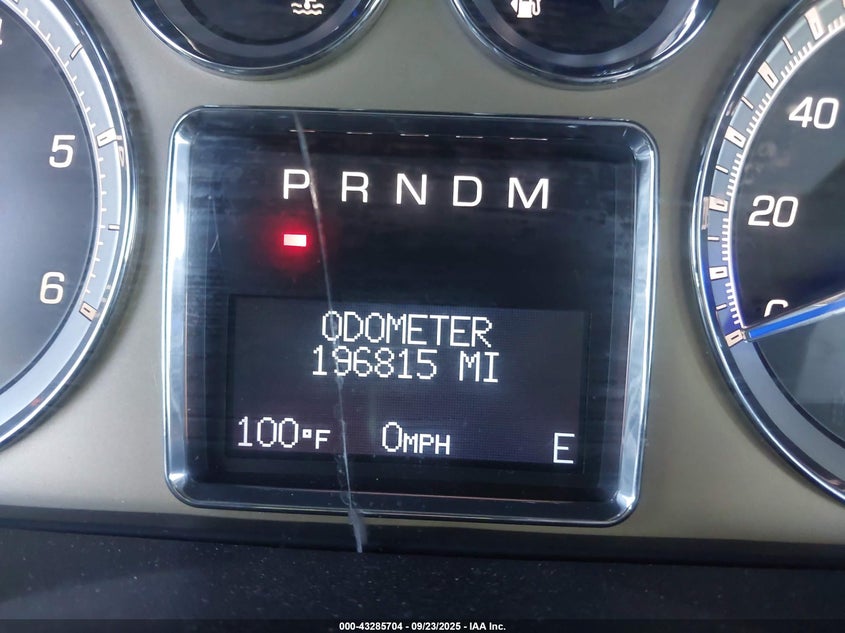 5
6
P R N D M
ODOMETER
196815 MI
100°F 0MPH E
40
20
000-43285704 - 09/23/2025 - IAA Inc.